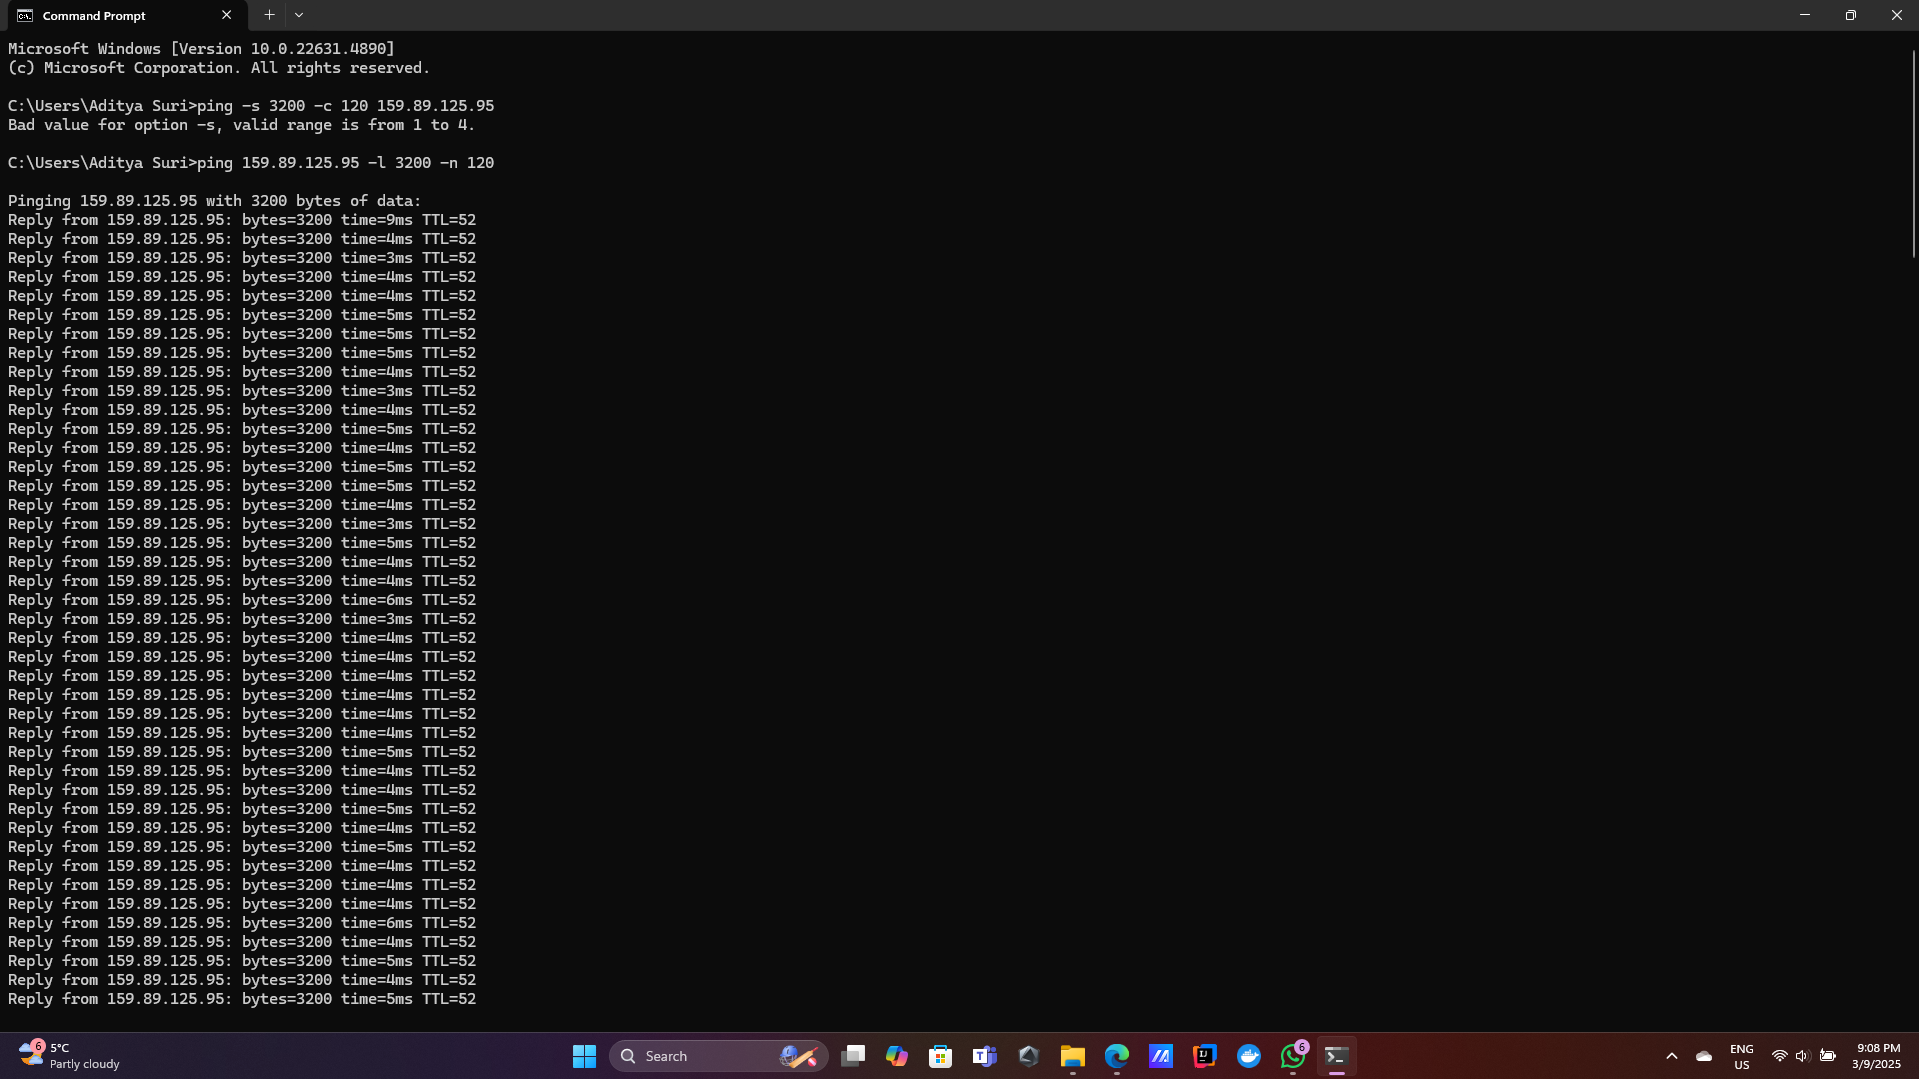 Command Prompt
Microsoft Windows [Version 10.0.22631.4890]
(c) Microsoft Corporation. All rights reserved.
C:\Users\Aditya Suri>ping -s 3200 -c 120 159.89.125.95
Bad value for option -s, valid range is from 1 to 4.
C:\Users\Aditya Suri>ping 159.89.125.95 -l 3200 -n 120
Pinging 159.89.125.95 with 3200 bytes of data:
Reply from 159.89.125.95: bytes=3200 time=9ms TTL=52
Reply from 159.89.125.95: bytes=3200 time=4ms TTL=52
Reply from 159.89.125.95: bytes=3200 time=3ms TTL=52
Reply from 159.89.125.95: bytes=3200 time=4ms TTL=52
Reply from 159.89.125.95: bytes=3200 time=4ms TTL=52
Reply from 159.89.125.95: bytes=3200 time=5ms TTL=52
Reply from 159.89.125.95: bytes=3200 time=5ms TTL=52
Reply from 159.89.125.95: bytes=3200 time=5ms TTL=52
Reply from 159.89.125.95: bytes=3200 time=4ms TTL=52
Reply from 159.89.125.95: bytes=3200 time=3ms TTL=52
Reply from 159.89.125.95: bytes=3200 time=4ms TTL=52
Reply from 159.89.125.95: bytes=3200 time=5ms TTL=52
Reply from 159.89.125.95: bytes=3200 time=4ms TTL=52
Reply from 159.89.125.95: bytes=3200 time=5ms TTL=52
Reply from 159.89.125.95: bytes=3200 time=5ms TTL=52
Reply from 159.89.125.95: bytes=3200 time=4ms TTL=52
Reply from 159.89.125.95: bytes=3200 time=3ms TTL=52
Reply from 159.89.125.95: bytes=3200 time=5ms TTL=52
Reply from 159.89.125.95: bytes=3200 time=4ms TTL=52
Reply from 159.89.125.95: bytes=3200 time=4ms TTL=52
Reply from 159.89.125.95: bytes=3200 time=6ms TTL=52
Reply from 159.89.125.95: bytes=3200 time=3ms TTL=52
Reply from 159.89.125.95: bytes=3200 time=4ms TTL=52
Reply from 159.89.125.95: bytes=3200 time=4ms TTL=52
Reply from 159.89.125.95: bytes=3200 time=4ms TTL=52
Reply from 159.89.125.95: bytes=3200 time=4ms TTL=52
Reply from 159.89.125.95: bytes=3200 time=4ms TTL=52
Reply from 159.89.125.95: bytes=3200 time=4ms TTL=52
Reply from 159.89.125.95: bytes=3200 time=5ms TTL=52
Reply from 159.89.125.95: bytes=3200 time=4ms TTL=52
Reply from 159.89.125.95: bytes=3200 time=4ms TTL=52
Reply from 159.89.125.95: bytes=3200 time=5ms TTL=52
Reply from 159.89.125.95: bytes=3200 time=4ms TTL=52
Reply from 159.89.125.95: bytes=3200 time=5ms TTL=52
Reply from 159.89.125.95: bytes=3200 time=4ms TTL=52
Reply from 159.89.125.95: bytes=3200 time=4ms TTL=52
Reply from 159.89.125.95: bytes=3200 time=4ms TTL=52
Reply from 159.89.125.95: bytes=3200 time=6ms TTL=52
Reply from 159.89.125.95: bytes=3200 time=4ms TTL=52
Reply from 159.89.125.95: bytes=3200 time=5ms TTL=52
Reply from 159.89.125.95: bytes=3200 time=4ms TTL=52
Reply from 159.89.125.95: bytes=3200 time=5ms TTL=52
6
5°C
Partly cloudy
Search
6
ENG
US
9:08 PM
3/9/2025